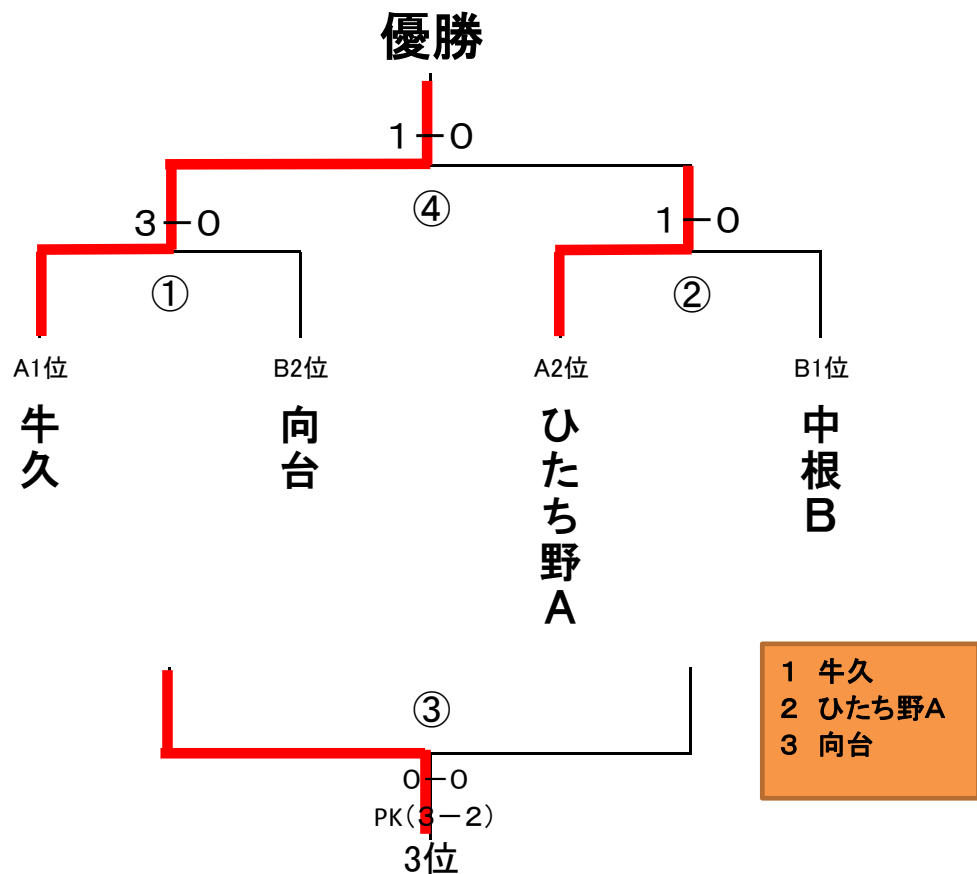 優勝
1－0
④
3－0
1－0
①
②
A1位
B2位
A2位
B1位
牛久
向台
ひたち野A
中根B
③
0－0
PK(3－2)
3位
1 牛久
2 ひたち野A
3 向台